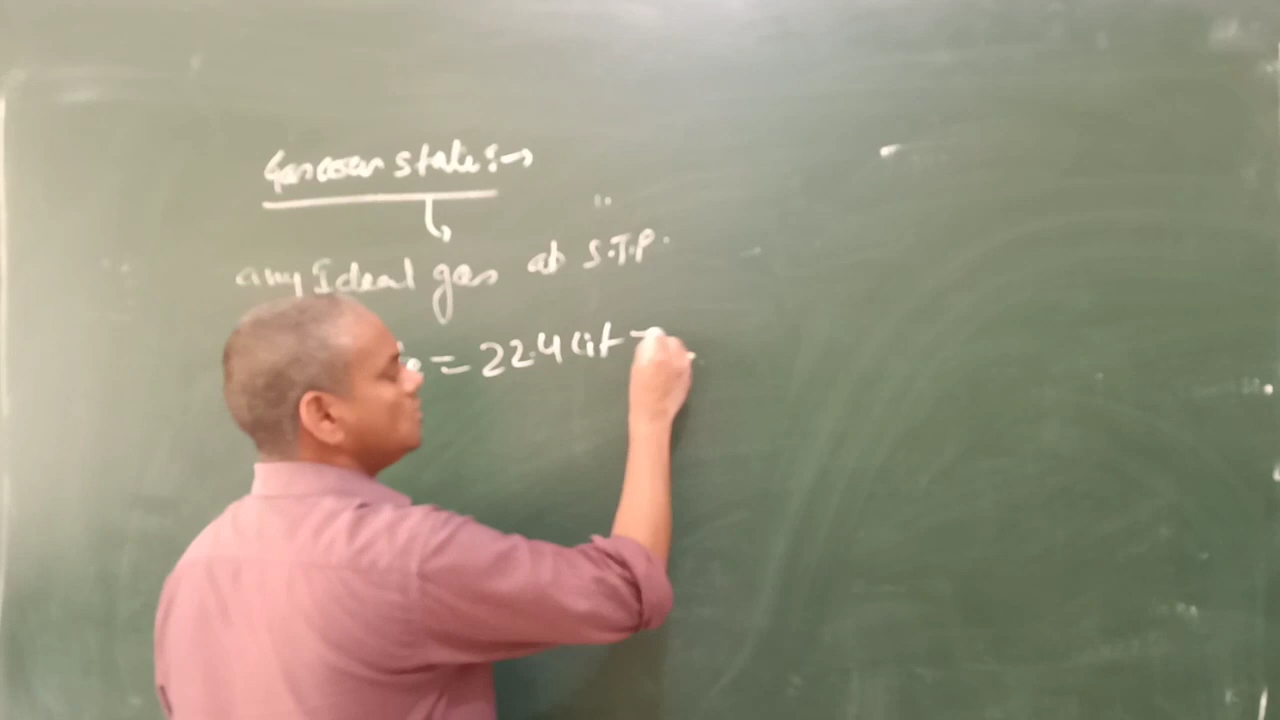 Gaseous state :→
any Ideal gas at S.T.P.
= 22.4 lit